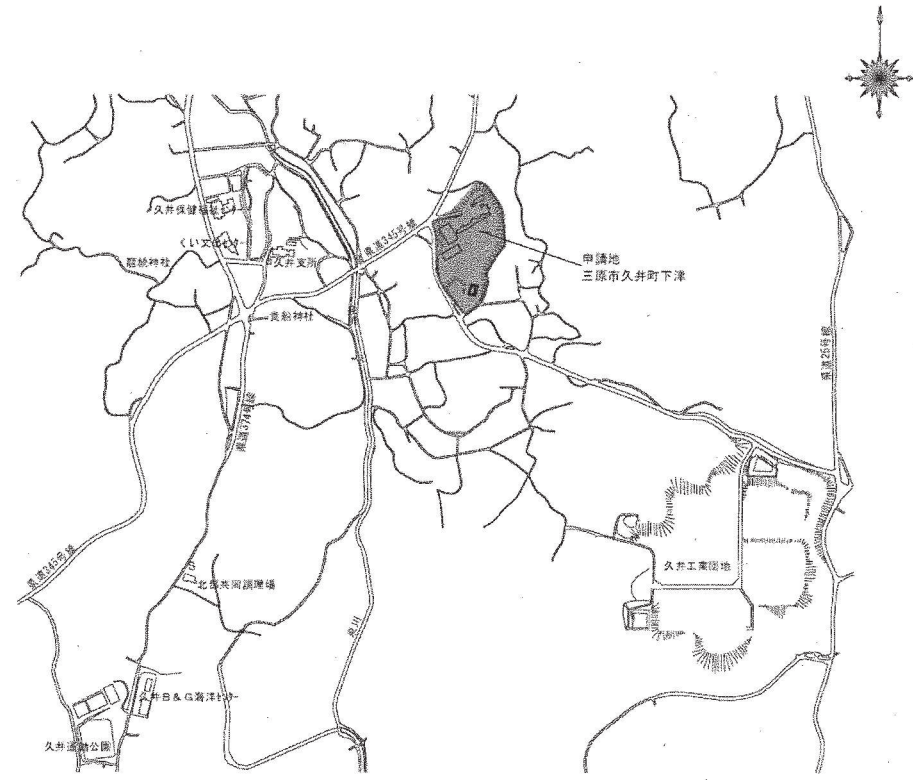 久井保健福祉センター
くい文化センター
久井支所
県道345号線
申請地
三原市久井町下津
貴船神社
県道25号線
県道374号線
久井工業団地
県道345号線
北部共同調理場
久井B&G海洋センター
久井運動公園